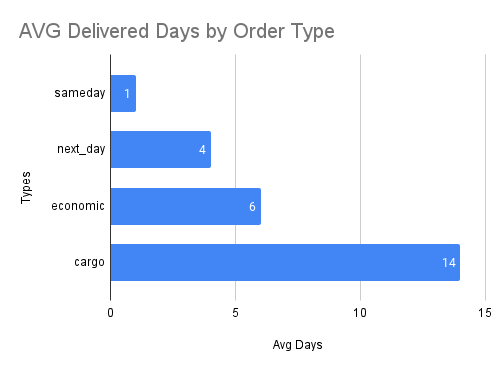 AVG Delivered Days by Order Type
Types
sameday
1
next_day
4
economic
6
cargo
14
0 5 10 15
Avg Days